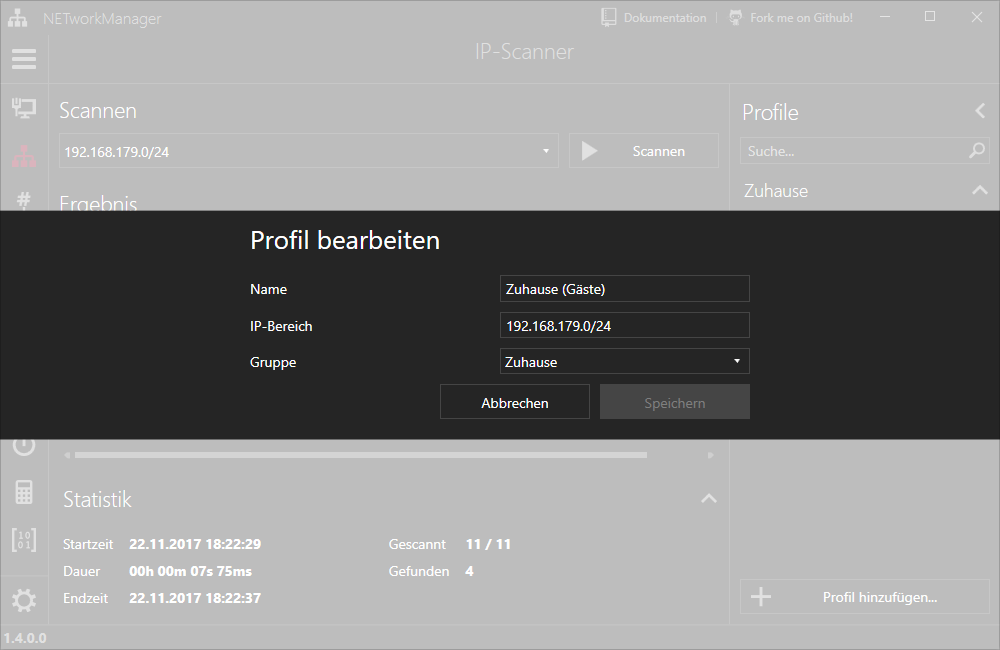 NETworkManager
Dokumentation
Fork me on Github!
IP-Scanner
Scannen
192.168.179.0/24
Scannen
Profile
Suche...
Zuhause
#
Ergebnis
Profil bearbeiten
Name
Zuhause (Gäste)
IP-Bereich
192.168.179.0/24
Gruppe
Zuhause
Abbrechen
Speichern
Statistik
Startzeit 22.11.2017 18:22:29
Gescannt 11 / 11
Dauer 00h 00m 07s 75ms
Gefunden 4
Endzeit 22.11.2017 18:22:37
10
01
Profil hinzufügen...
1.4.0.0